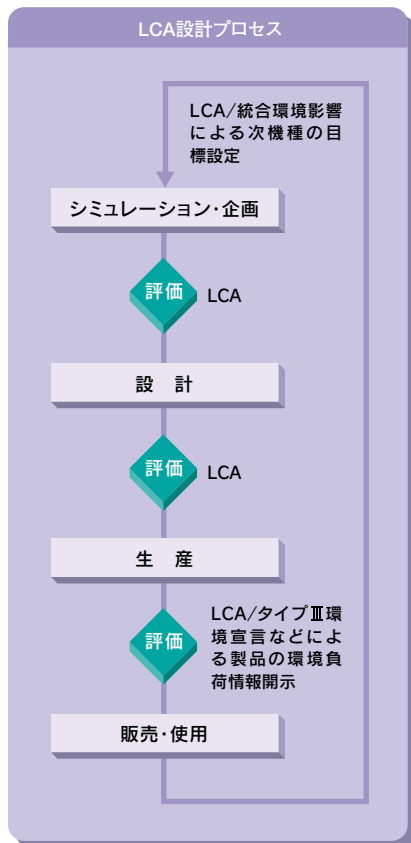 LCA設計プロセス
LCA/統合環境影響
による次機種の目
標設定
シミュレーション・企画
評価
LCA
設 計
評価
LCA
生 産
評価
LCA/タイプⅢ環
境宣言などによ
る製品の環境負
荷情報開示
販売・使用